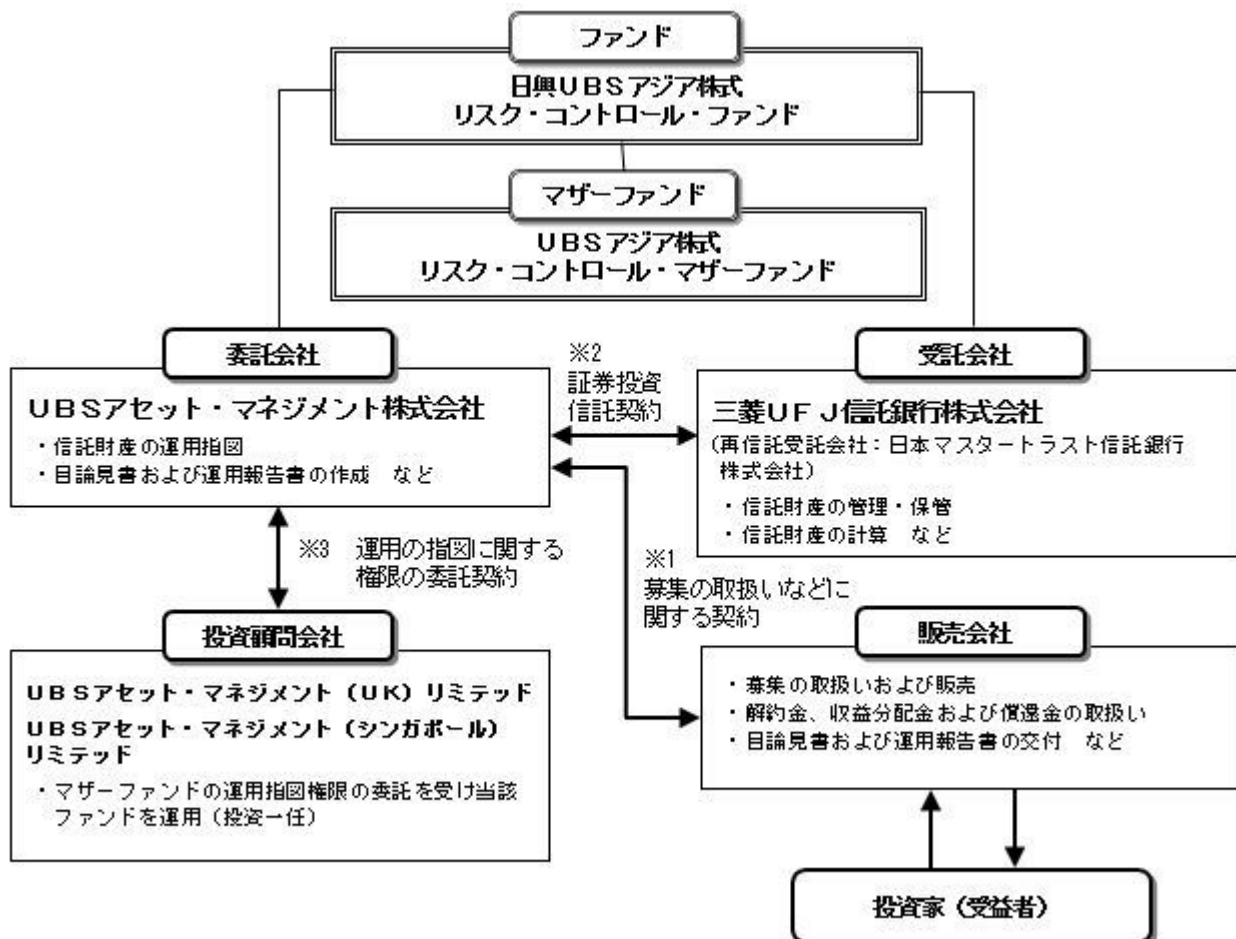 ファンド
日興UBSアジア株式
リスク・コントロール・ファンド
マザーファンド
UBSアジア株式
リスク・コントロール・マザーファンド
委託会社
UBSアセット・マネジメント株式会社
・信託財産の運用指図
・目論見書および運用報告書の作成 など
※2
証券投資
信託契約
受託会社
三菱UFJ信託銀行株式会社
(再信託受託会社:日本マスタートラスト信託銀行
株式会社)
・信託財産の管理・保管
・信託財産の計算 など
※3 運用の指図に関する
権限の委託契約
※1
募集の取扱いなどに
関する契約
投資顧問会社
UBSアセット・マネジメント(UK)リミテッド
UBSアセット・マネジメント(シンガポール)
リミテッド
・マザーファンドの運用指図権限の委託を受け当該
ファンドを運用(投資一任)
販売会社
・募集の取扱いおよび販売
・解約金、収益分配金および償還金の取扱い
・目論見書および運用報告書の交付 など
投資家(受益者)